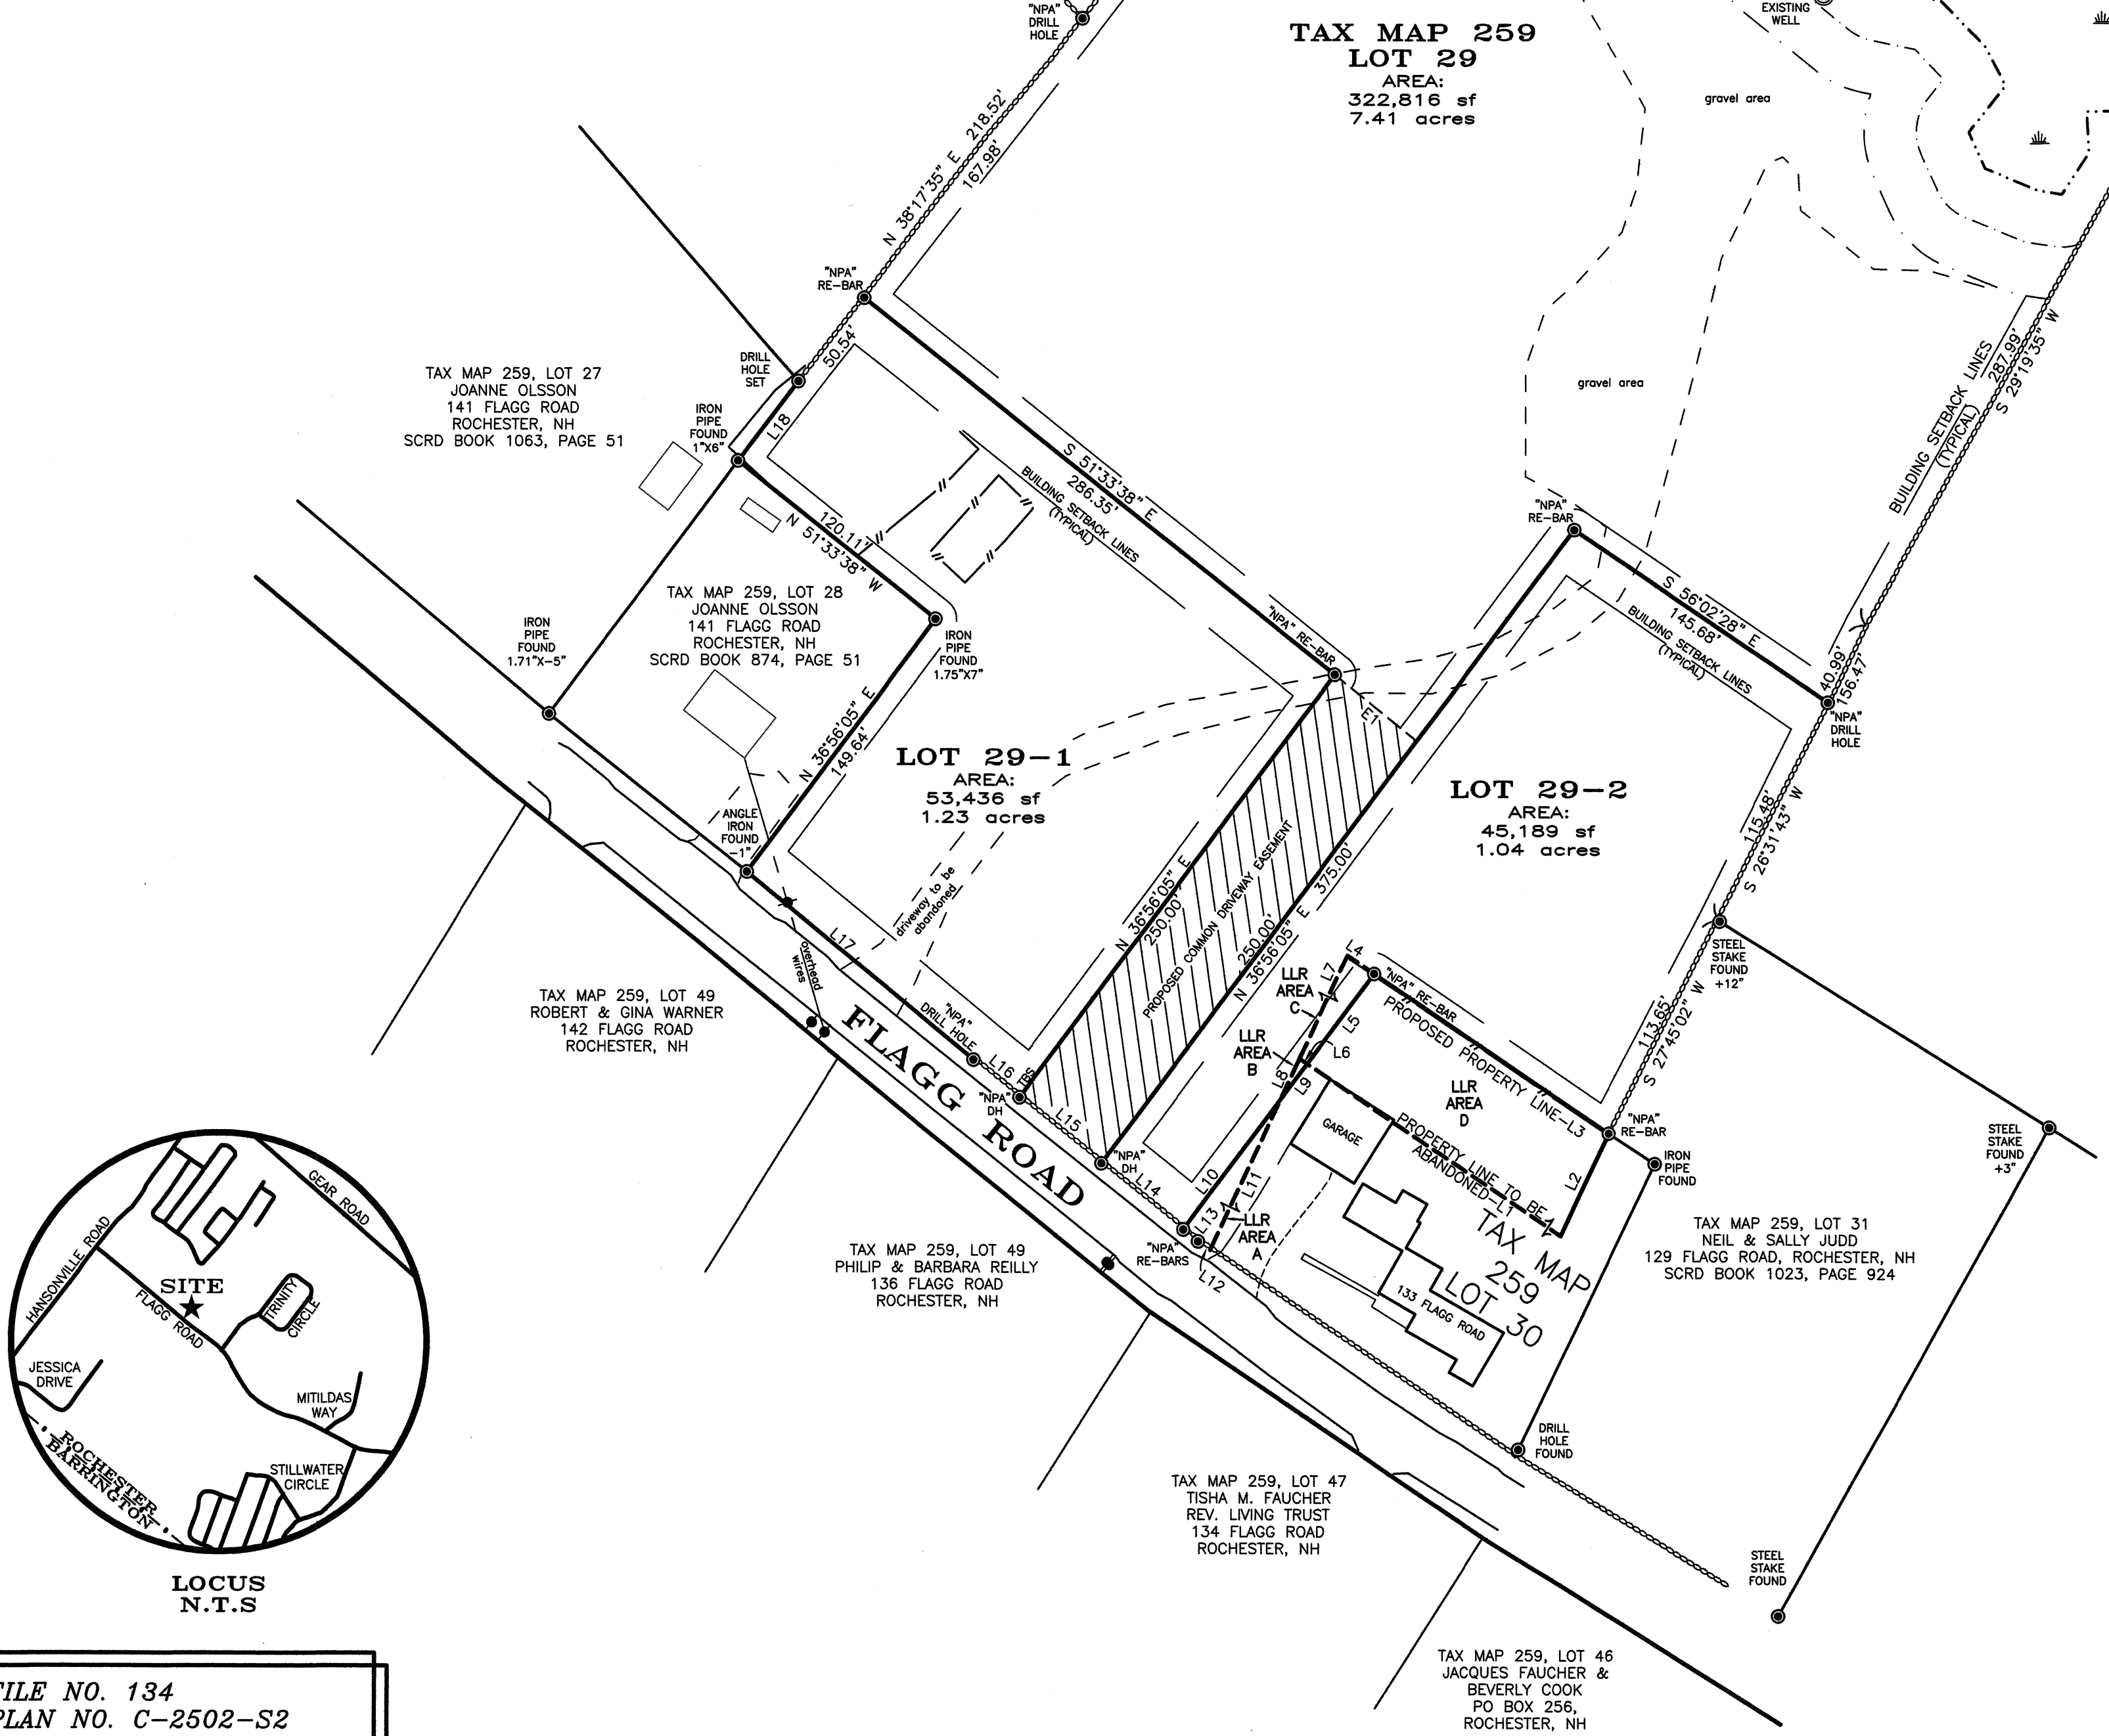 "NPA"
DRILL
HOLE
TAX MAP 259
LOT 29
AREA:
322,816 sf
7.41 acres
EXISTING
WELL
gravel area
N 38°17'35" E 218.52'
167.98'
"NPA"
RE-BAR
50.54'
DRILL
HOLE
SET
TAX MAP 259, LOT 27
JOANNE OLSSON
141 FLAGG ROAD
ROCHESTER, NH
SCRD BOOK 1063, PAGE 51
IRON
PIPE
FOUND
1"X6"
L18
gravel area
BUILDING SETBACK LINES
(TYPICAL)
287.99'
S 29°19'35" W
S 51°33'38" E
286.35'
BUILDING SETBACK LINES
(TYPICAL)
120.11'
N 51°33'38" W
"NPA"
RE-BAR
S 56°02'28" E
145.68'
BUILDING SETBACK LINES
(TYPICAL)
TAX MAP 259, LOT 28
JOANNE OLSSON
141 FLAGG ROAD
ROCHESTER, NH
SCRD BOOK 874, PAGE 51
IRON
PIPE
FOUND
1.71"X-5"
IRON
PIPE
FOUND
1.75"X7"
"NPA" RE-BAR
E1
40.99'
156.47'
"NPA"
DRILL
HOLE
N 36°56'05" E
149.64'
LOT 29-1
AREA:
53,436 sf
1.23 acres
LOT 29-2
AREA:
45,189 sf
1.04 acres
115.48'
S 26°31'43" W
ANGLE
IRON
FOUND
-1"
driveway to be
abandoned
L17
overhead
wires
N 36°56'05" E
250.00'
PROPOSED COMMON DRIVEWAY EASEMENT
250.00'
N 36°56'05" E 375.00'
STEEL
STAKE
FOUND
+12"
TAX MAP 259, LOT 49
ROBERT & GINA WARNER
142 FLAGG ROAD
ROCHESTER, NH
"NPA"
DRILL HOLE
L16
TBS
"NPA"
DH
L15
"NPA"
DH
L14
FLAGG ROAD
LLR
AREA
C
L7
L4
"NPA" RE-BAR
L5
LLR
AREA
B
L6
L8
L9
PROPOSED PROPERTY LINE-L3
LLR
AREA
D
113.65'
S 27°45'02" W
GARAGE
PROPERTY LINE TO BE
ABANDONED-L1
"NPA"
RE-BAR
IRON
PIPE
FOUND
L2
STEEL
STAKE
FOUND
+3"
L10
L11
L13
LLR
AREA
A
"NPA"
RE-BARS
L12
TAX MAP
259
LOT 30
133 FLAGG ROAD
TAX MAP 259, LOT 31
NEIL & SALLY JUDD
129 FLAGG ROAD, ROCHESTER, NH
SCRD BOOK 1023, PAGE 924
TAX MAP 259, LOT 49
PHILIP & BARBARA REILLY
136 FLAGG ROAD
ROCHESTER, NH
DRILL
HOLE
FOUND
TAX MAP 259, LOT 47
TISHA M. FAUCHER
REV. LIVING TRUST
134 FLAGG ROAD
ROCHESTER, NH
STEEL
STAKE
FOUND
TAX MAP 259, LOT 46
JACQUES FAUCHER &
BEVERLY COOK
PO BOX 256,
ROCHESTER, NH
HANSONVILLE ROAD
GEAR ROAD
SITE
FLAGG ROAD
TRINITY
CIRCLE
JESSICA
DRIVE
MITILDAS
WAY
ROCHESTER
BARRINGTON
STILLWATER
CIRCLE
LOCUS
N.T.S
FILE NO. 134
PLAN NO. C-2502-S2